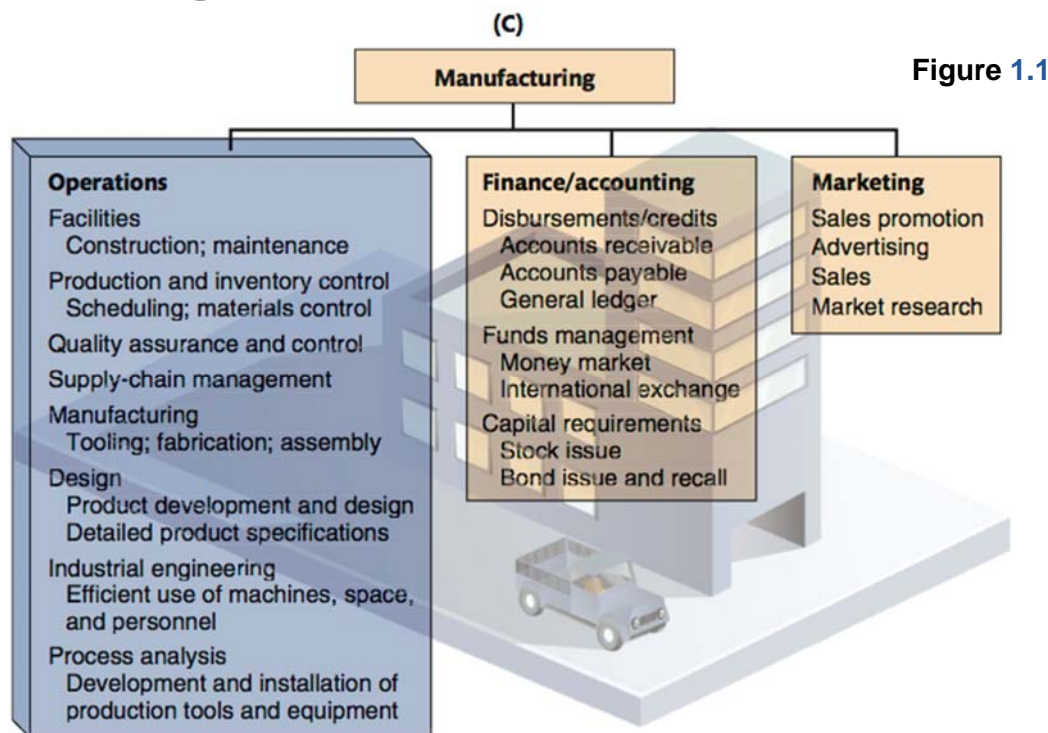 (C)
Manufacturing
Figure 1.1
Operations
Facilities
Construction; maintenance
Production and inventory control
Scheduling; materials control
Quality assurance and control
Supply-chain management
Manufacturing
Tooling; fabrication; assembly
Design
Product development and design
Detailed product specifications
Industrial engineering
Efficient use of machines, space,
and personnel
Process analysis
Development and installation of
production tools and equipment
Finance/accounting
Disbursements/credits
Accounts receivable
Accounts payable
General ledger
Funds management
Money market
International exchange
Capital requirements
Stock issue
Bond issue and recall
Marketing
Sales promotion
Advertising
Sales
Market research